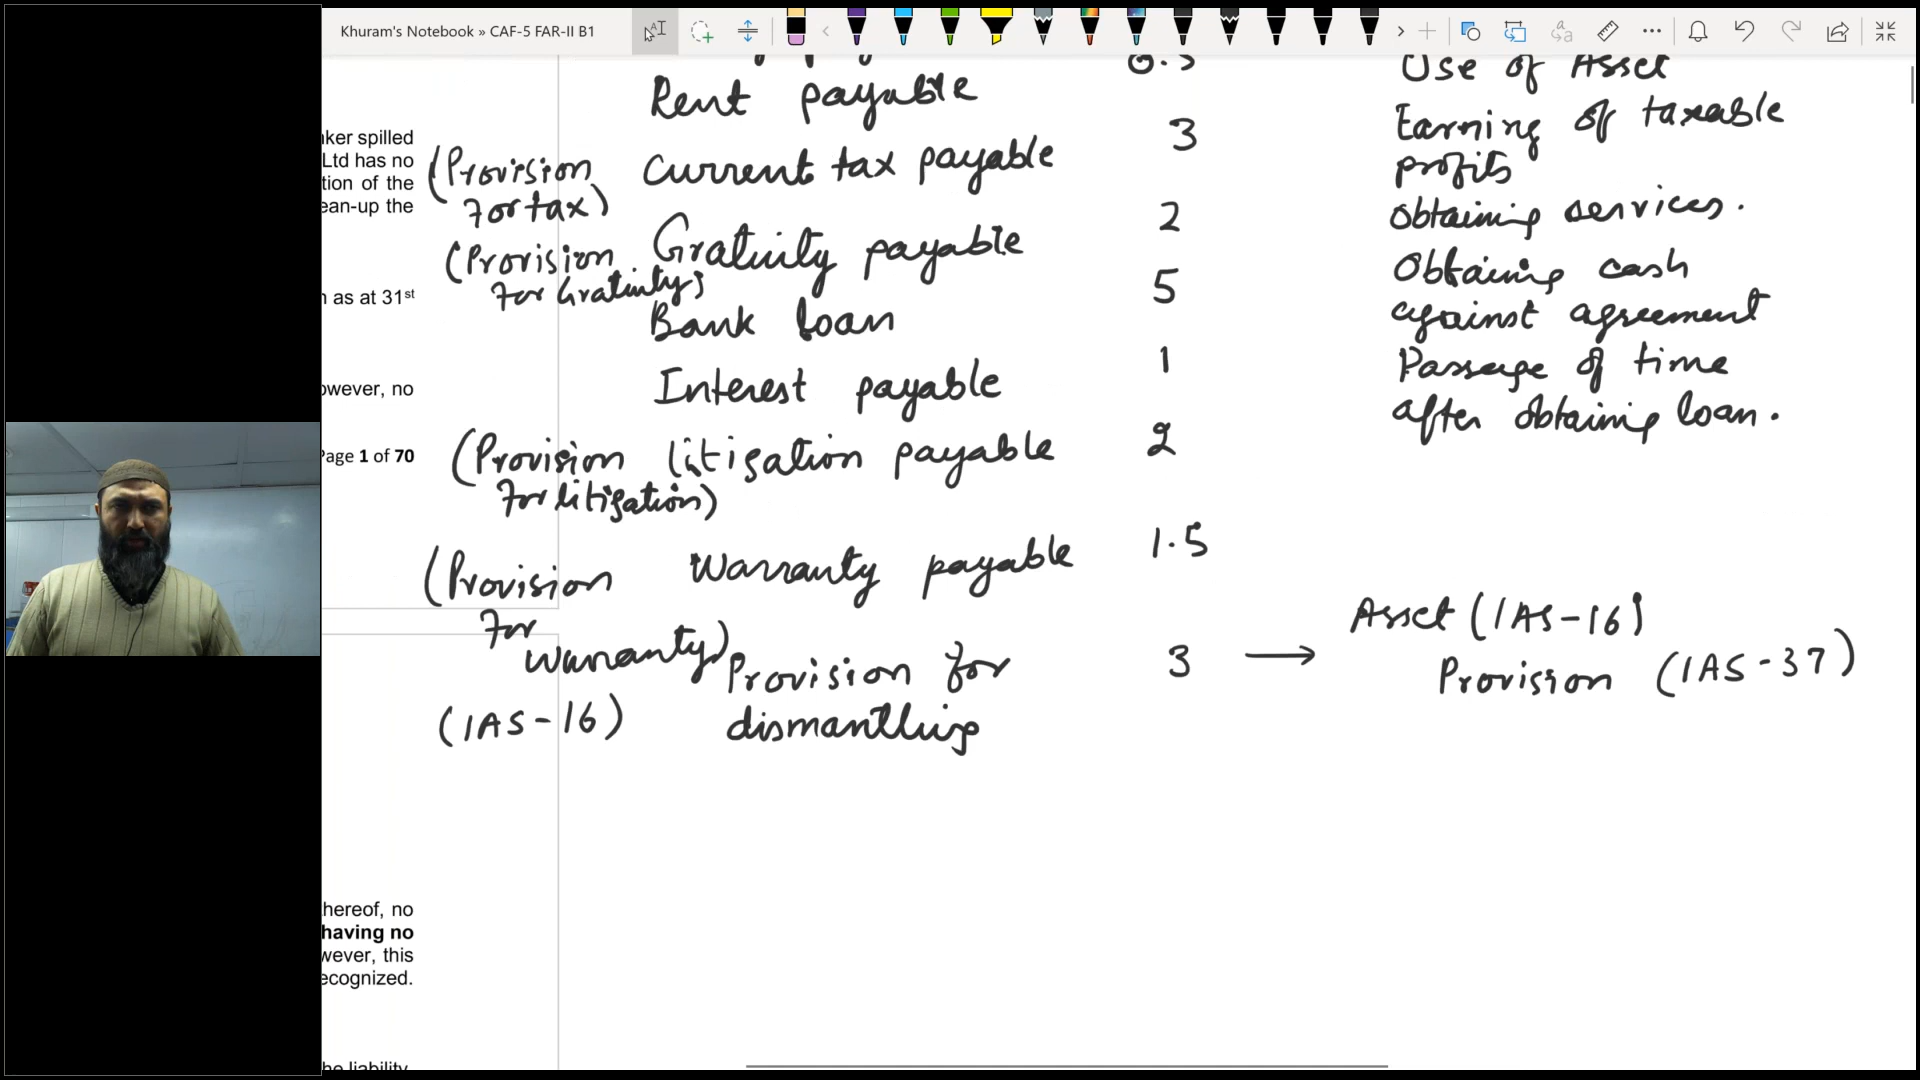 Khuram's Notebook » CAF-5 FAR-II B1
0.5
Use of Asset
Rent payable
3
Earning of taxable
profits
(Provision
for tax)
Current tax payable
2
Obtaining services.
(Provision
for Gratuity)
Gratuity payable
5
Obtaining cash
against agreement
Bank loan
1
Passage of time
after obtaining loan.
Interest payable
(Provision
for litigation)
litigation payable
2
(Provision
for
warranty)
Warranty payable
1.5
(IAS-16)
Provision for
dismantling
3 →
Asset (IAS-16)
Provision (IAS-37)
ker spilled
Ltd has no
tion of the
ean-up the
as at 31st
owever, no
Page 1 of 70
hereof, no
having no
wever, this
ecognized.
he liability